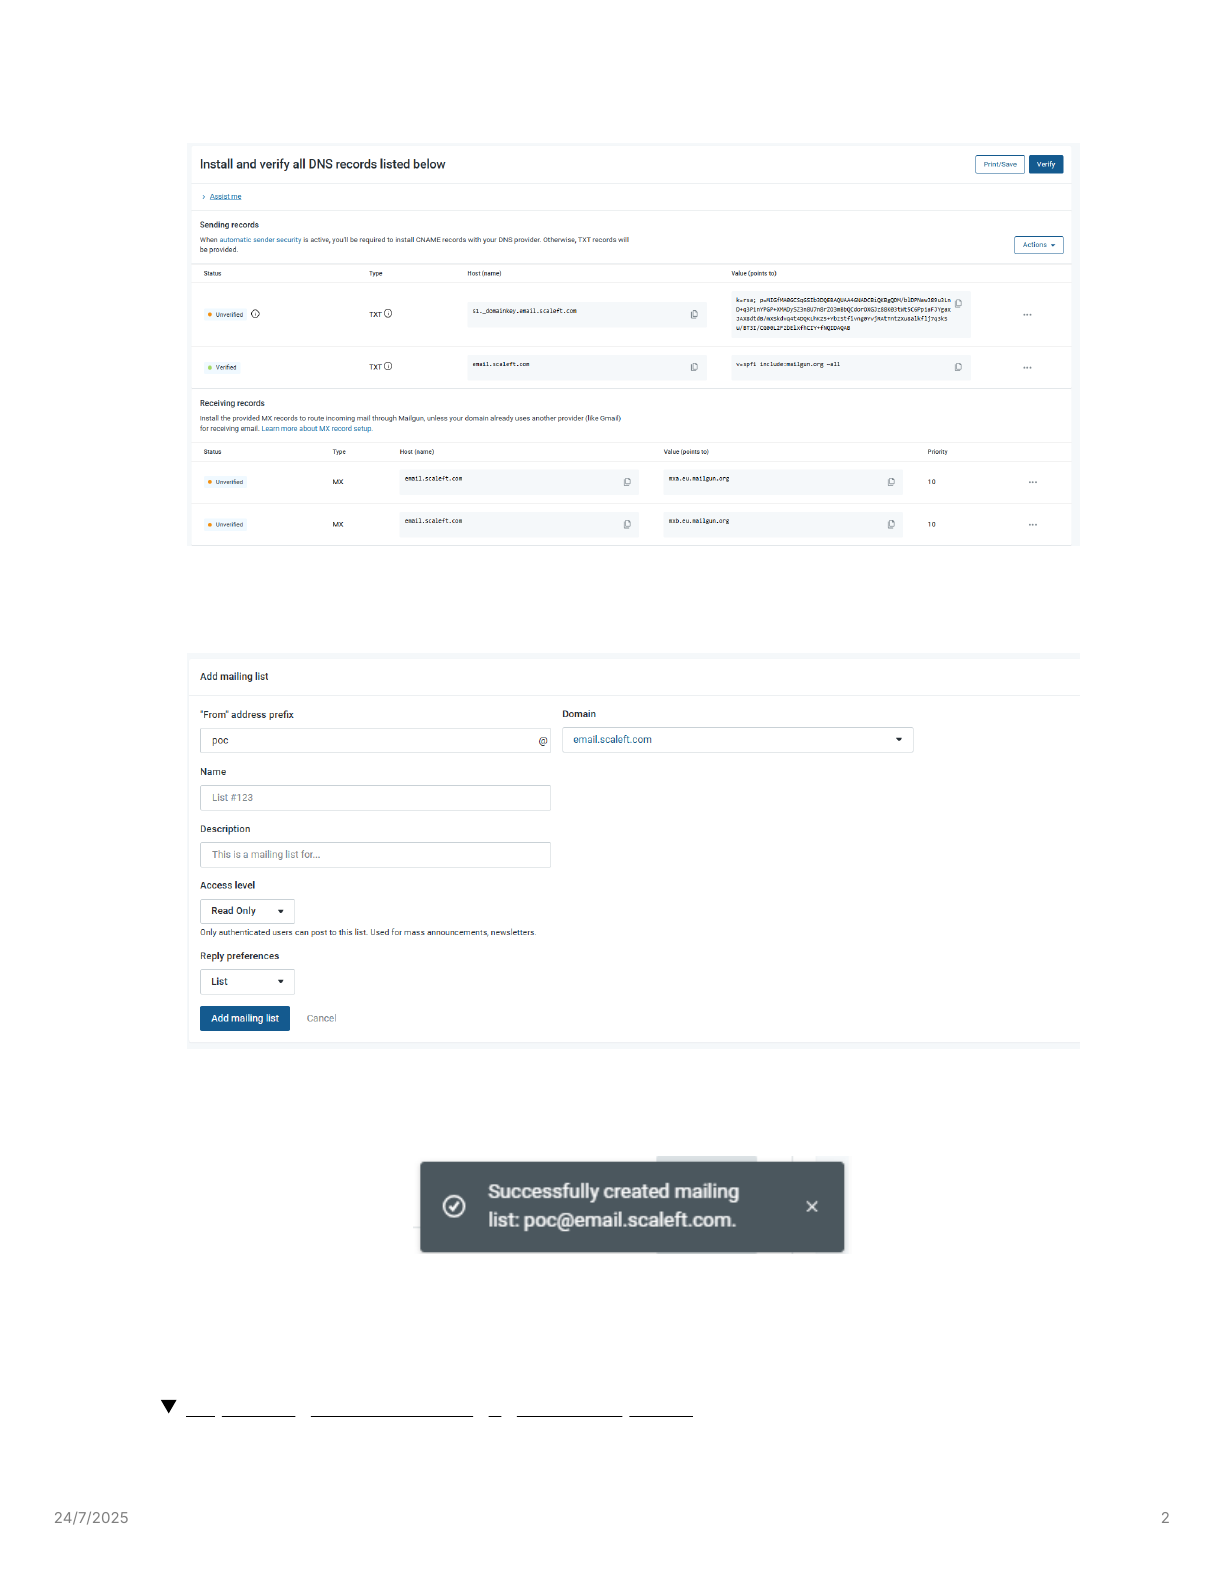 Install and verify all DNS records listed below
Print/Save
Verify
Assist me
Sending records
When automatic sender security is active, you'll be required to install CNAME records with your DNS provider. Otherwise, TXT records will
be provided.
Actions
Status Type Host (name) Value (points to)
Unverified TXT s1._domainkey.email.scaleft.com
Verified TXT email.scaleft.com v=spf1 include:mailgun.org ~all
Receiving records
Install the provided MX records to route incoming mail through Mailgun, unless your domain already uses another provider (like Gmail)
for receiving email. Learn more about MX record setup.
Status Type Host (name) Value (points to) Priority
Unverified MX email.scaleft.com mxa.eu.mailgun.org 10
Unverified MX email.scaleft.com mxb.eu.mailgun.org 10
Add mailing list
"From" address prefix Domain
poc @ email.scaleft.com
Name
List #123
Description
This is a mailing list for...
Access level
Read Only
Only authenticated users can post to this list. Used for mass announcements, newsletters.
Reply preferences
List
Add mailing list Cancel
Successfully created mailing
list: poc@email.scaleft.com.
24/7/2025 2